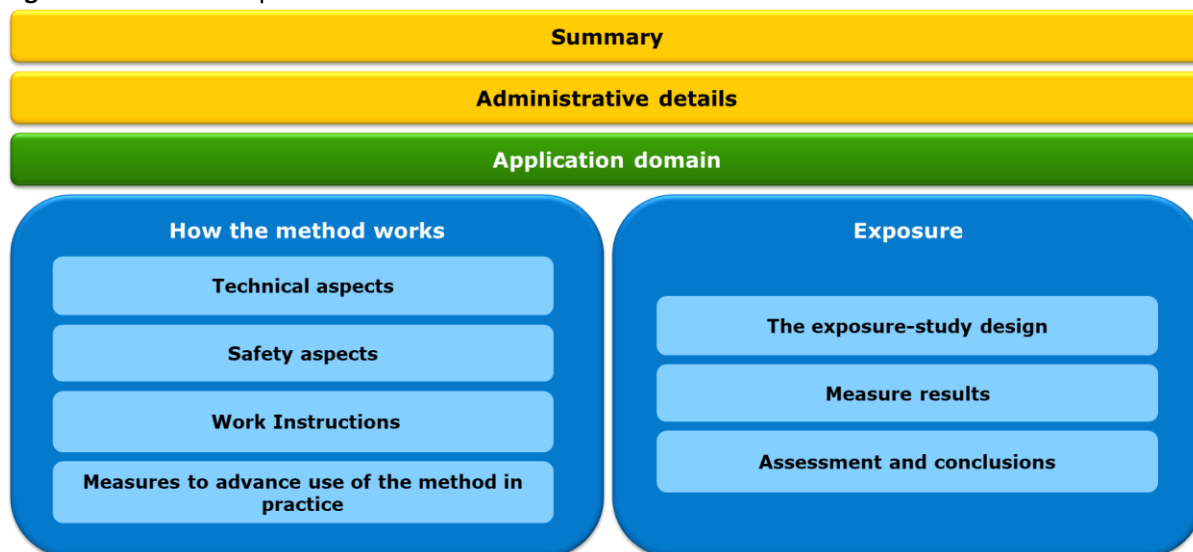 Summary
Administrative details
Application domain
How the method works
Technical aspects
Safety aspects
Work Instructions
Measures to advance use of the method in
practice
Exposure
The exposure-study design
Measure results
Assessment and conclusions